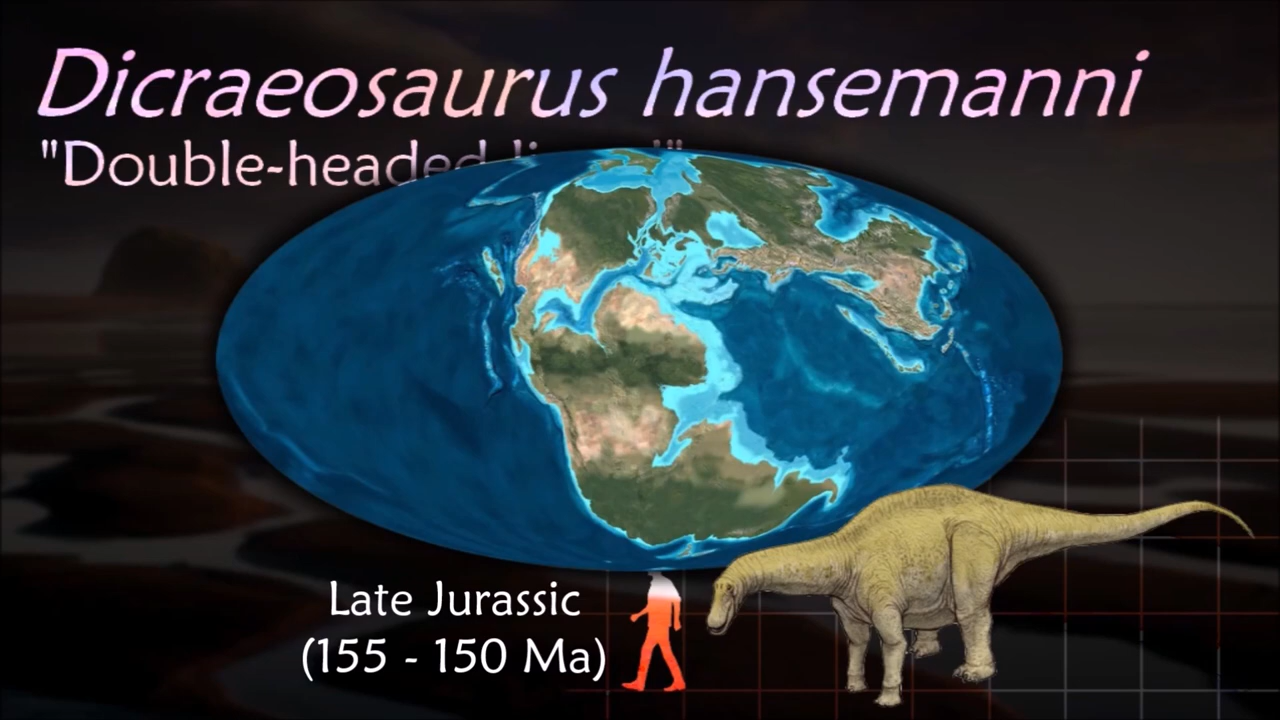 Dicraeosaurus hansemanni
"Double-headed
Late Jurassic
(155 - 150 Ma)